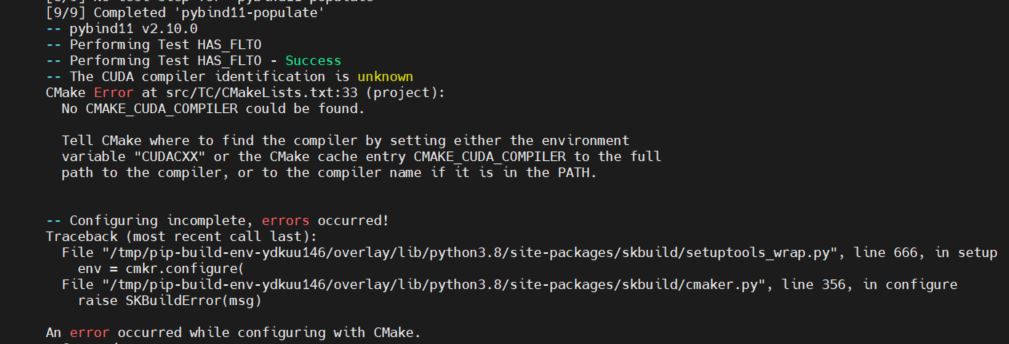 [9/9] Completed 'pybind11-populate'
-- pybind11 v2.10.0
-- Performing Test HAS_FLTO
-- Performing Test HAS_FLTO - Success
-- The CUDA compiler identification is unknown
CMake Error at src/TC/CMakeLists.txt:33 (project):
No CMAKE_CUDA_COMPILER could be found.
Tell CMake where to find the compiler by setting either the environment
variable "CUDACXX" or the CMake cache entry CMAKE_CUDA_COMPILER to the full
path to the compiler, or to the compiler name if it is in the PATH.
-- Configuring incomplete, errors occurred!
Traceback (most recent call last):
File "/tmp/pip-build-env-ydkuu146/overlay/lib/python3.8/site-packages/skbuild/setuptools_wrap.py", line 666, in setup
env = cmkr.configure(
File "/tmp/pip-build-env-ydkuu146/overlay/lib/python3.8/site-packages/skbuild/cmaker.py", line 356, in configure
raise SKBuildError(msg)
An error occurred while configuring with CMake.